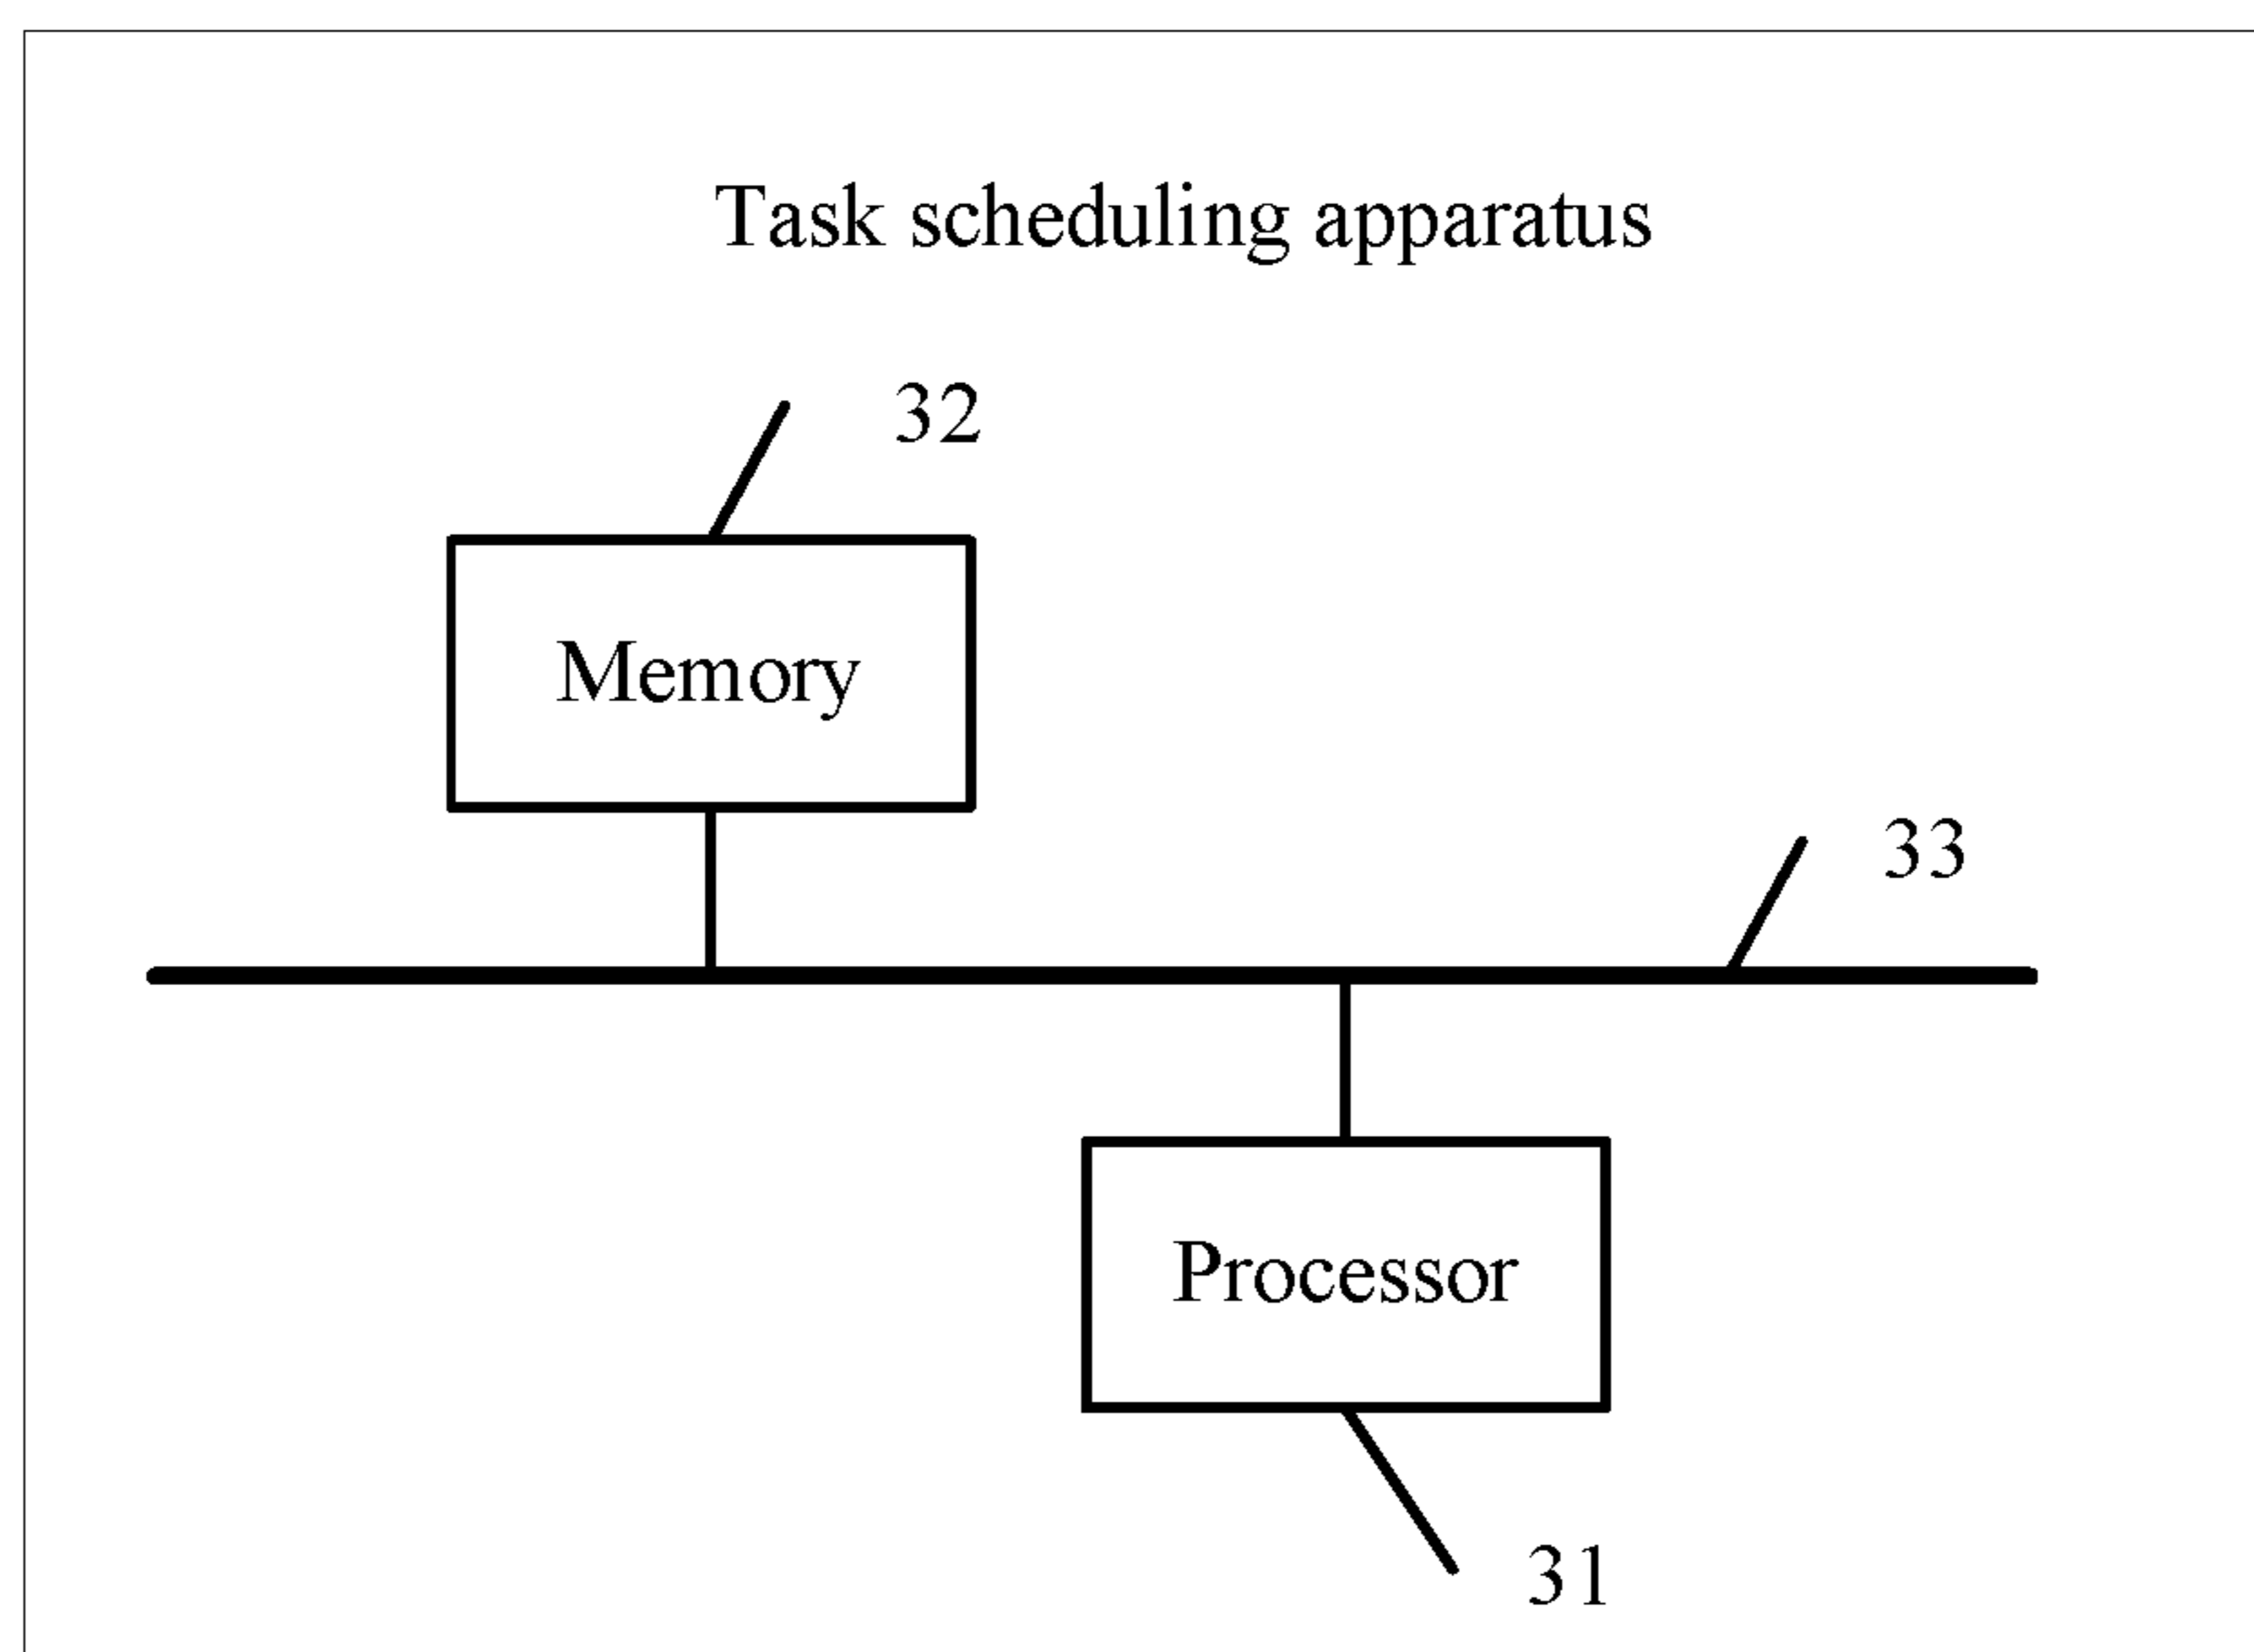 Task scheduling apparatus
32
Memory
33
Processor
31